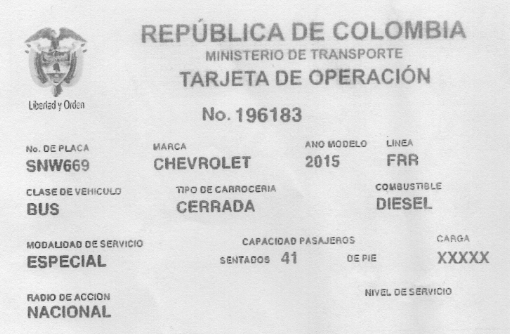 REPÚBLICA DE COLOMBIA
MINISTERIO DE TRANSPORTE
TARJETA DE OPERACIÓN
Libertad y Orden
No. 196183
No. DE PLACA MARCA ANO MODELO LINEA
SNW669 CHEVROLET 2015 FRR
CLASE DE VEHICULO TIPO DE CARROCERIA COMBUSTIBLE
BUS CERRADA DIESEL
MODALIDAD DE SERVICIO CAPACIDAD PASAJEROS CARGA
ESPECIAL SENTADOS 41 DE PIE XXXXX
RADIO DE ACCION NIVEL DE SERVICIO
NACIONAL